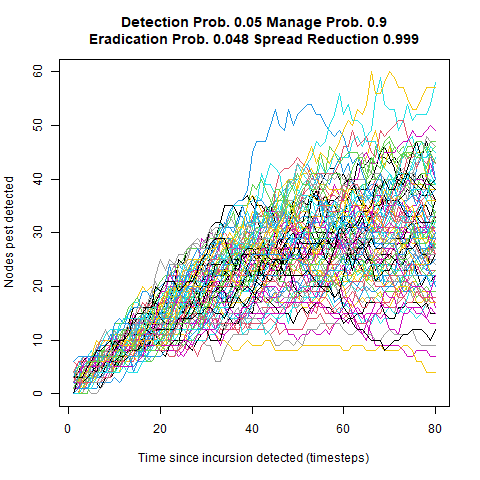 Detection Prob. 0.05 Manage Prob. 0.9
Eradication Prob. 0.048 Spread Reduction 0.999
Nodes pest detected
60
50
40
30
20
10
0
0 20 40 60 80
Time since incursion detected (timesteps)